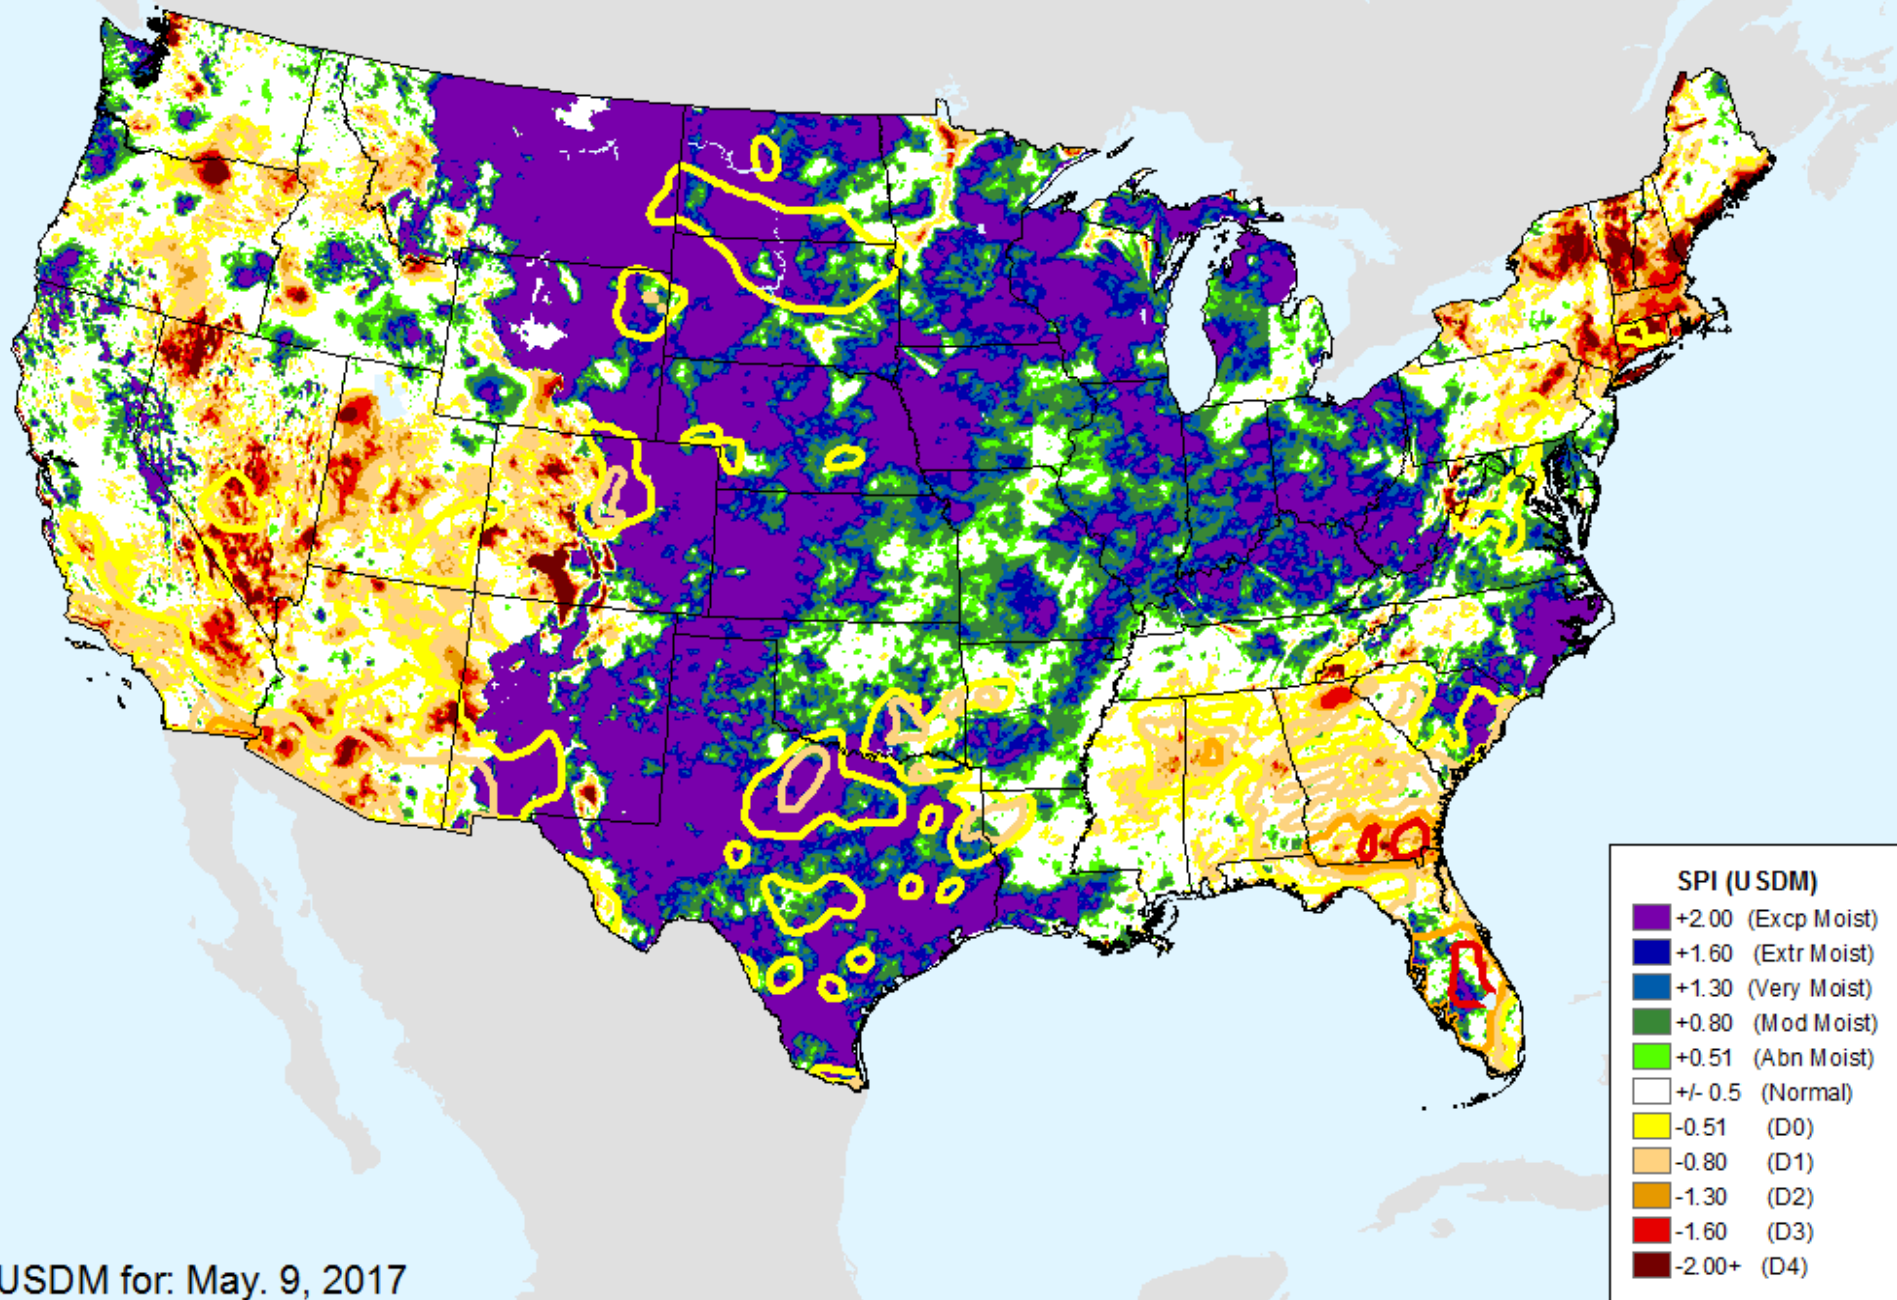 SPI (USDM)
+2.00 (Excp Moist)
+1.60 (Extr Moist)
+1.30 (Very Moist)
+0.80 (Mod Moist)
+0.51 (Abn Moist)
+/- 0.5 (Normal)
-0.51 (D0)
-0.80 (D1)
-1.30 (D2)
-1.60 (D3)
-2.00+ (D4)
USDM for: May. 9, 2017